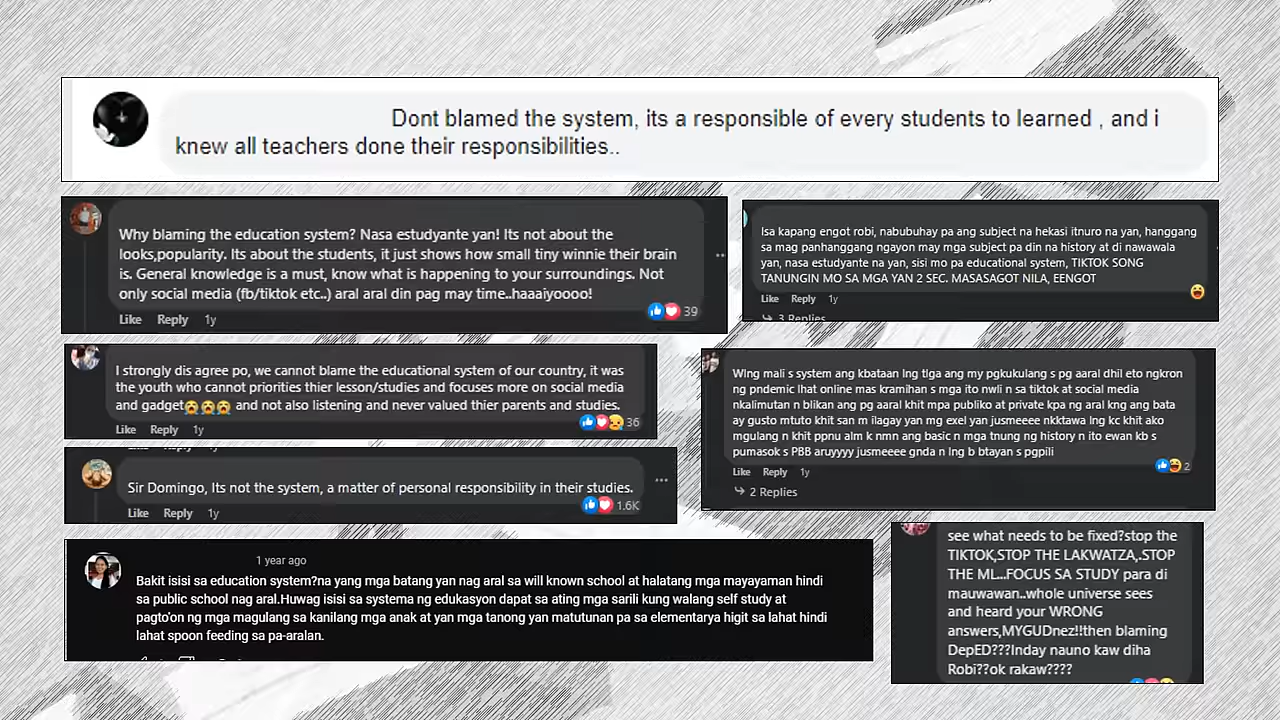 Dont blamed the system, its a responsible of every students to learned , and i
knew all teachers done their responsibilities..
Why blaming the education system? Nasa estudyante yan! Its not about the
looks,popularity. Its about the students, it just shows how small tiny winnie their brain
is. General knowledge is a must, know what is happening to your surroundings. Not
only social media (fb/tiktok etc..) aral aral din pag may time..haaaiyoooo!
39
Like Reply 1y
Isa kapang engot robi, nabubuhay pa ang subject na hekasi itnuro na yan, hanggang
sa mag panhanggang ngayon may mga subject pa din na history at di nawawala
yan, nasa estudyante na yan, sisi mo pa educational system, TIKTOK SONG
TANUNGIN MO SA MGA YAN 2 SEC. MASASAGOT NILA, EENGOT
Like Reply 1y
3 Replies
I strongly dis agree po, we cannot blame the educational system of our country, it was
the youth who cannot priorities thier lesson/studies and focuses more on social media
and gadget😭😭😭 and not also listening and never valued thier parents and studies.
36
Like Reply 1y
Wlng mali s system ang kbataan lng tlga ang my pgkukulang s pg aaral dhil eto ngkron
ng pndemic lhat online mas kramihan s mga ito nwli n sa tiktok at social media
nkalimutan n blikan ang pg aaral khit mpa publiko at private kpa ng aral kng ang bata
ay gusto mtuto khit san m ilagay yan mg exel yan jusmeeee nkktawa lng kc khit ako
mgulang n khit ppnu alm k nmn ang basic n mga tnung ng history n ito ewan kb s
pumasok s PBB aruyyyy jusmeeee gnda n lng b btayan s pgpili
2
Like Reply 1y
2 Replies
Sir Domingo, Its not the system, a matter of personal responsibility in their studies.
1.6K
Like Reply 1y
1 year ago
Bakit isisi sa education system?na yang mga batang yan nag aral sa will known school at halatang mga mayayaman hindi
sa public school nag aral.Huwag isisi sa systema ng edukasyon dapat sa ating mga sarili kung walang self study at
pagto'on ng mga magulang sa kanilang mga anak at yan mga tanong yan matutunan pa sa elementarya higit sa lahat hindi
lahat spoon feeding sa pa-aralan.
see what needs to be fixed?stop the
TIKTOK,STOP THE LAKWATZA,.STOP
THE ML...FOCUS SA STUDY para di
mauwawan..whole universe sees
and heard your WRONG
answers,MYGUDnez!!then blaming
DepED???Inday nauno kaw diha
Robi??ok rakaw????